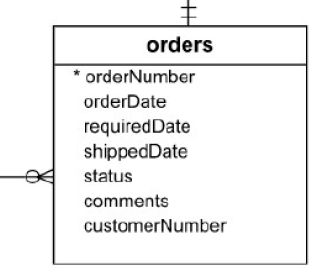 orders
* orderNumber
orderDate
requiredDate
shippedDate
status
comments
customerNumber